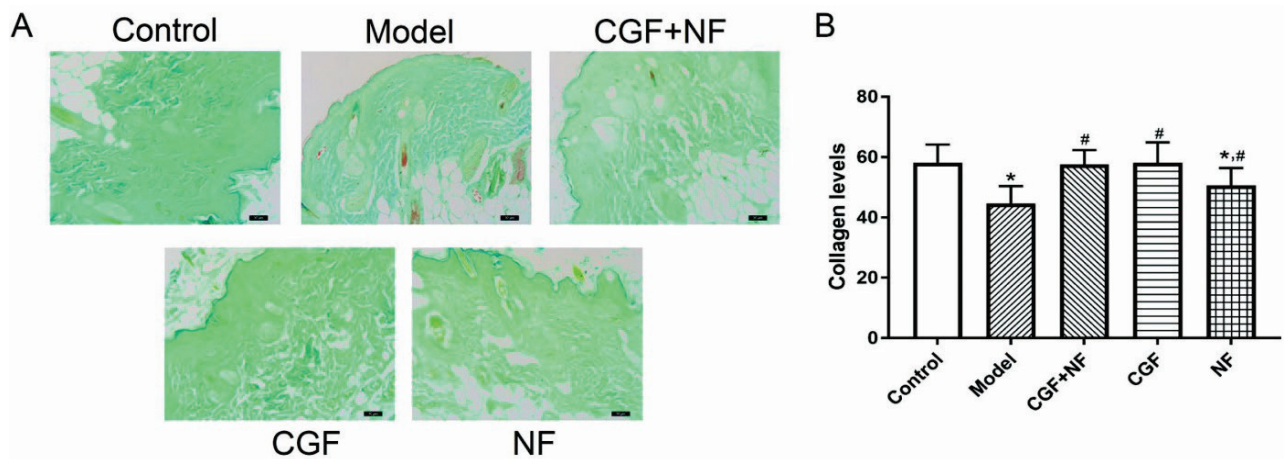 A
Control
Model
CGF+NF
CGF
NF
B
Collagen levels
80
60
40
20
0
*
#
#
*,#
Control
Model
CGF+NF
CGF
NF